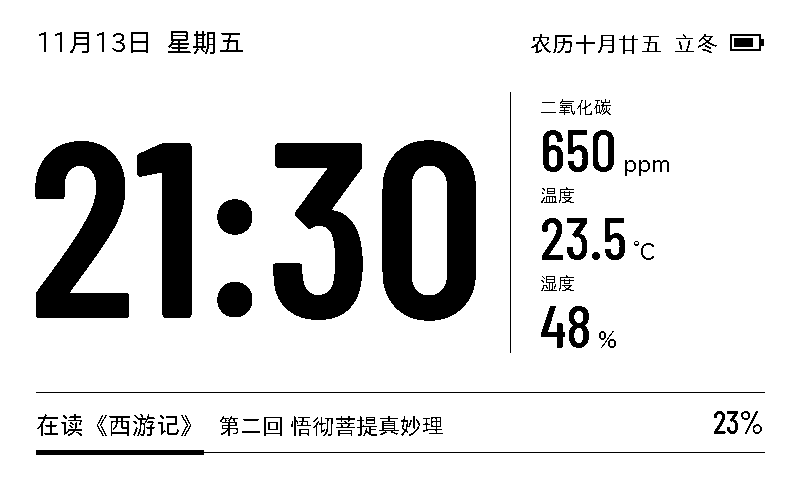 11月13日 星期五
农历十月廿五 立冬
21:30
二氧化碳
650 ppm
温度
23.5 ℃
湿度
48 %
在读《西游记》 第二回 悟彻菩提真妙理
23%